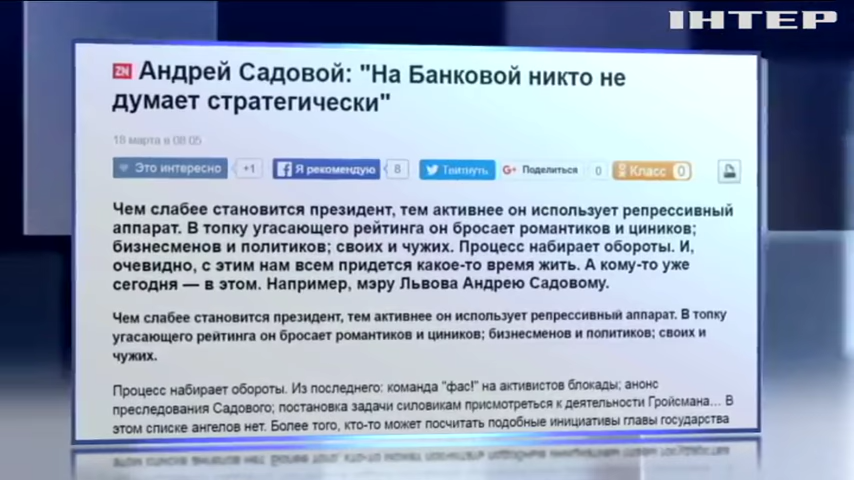 ІНТЕР
ZN Андрей Садовой: "На Банковой никто не
думает стратегически"
18 марта в 08:05
Это интересно +1 Я рекомендую 8 Твитнуть G+ Поделиться 0 Класс 0
Чем слабее становится президент, тем активнее он использует репрессивный
аппарат. В топку угасающего рейтинга он бросает романтиков и циников;
бизнесменов и политиков; своих и чужих. Процесс набирает обороты. И,
очевидно, с этим нам всем придется какое-то время жить. А кому-то уже
сегодня — в этом. Например, мэру Львова Андрею Садовому.
Чем слабее становится президент, тем активнее он использует репрессивный аппарат. В топку
угасающего рейтинга он бросает романтиков и циников; бизнесменов и политиков; своих и
чужих.
Процесс набирает обороты. Из последнего: команда "фас!" на активистов блокады; анонс
преследования Садового; постановка задачи силовикам присмотреться к деятельности Гройсмана... В
этом списке ангелов нет. Более того, кто-то может посчитать подобные инициативы главы государства